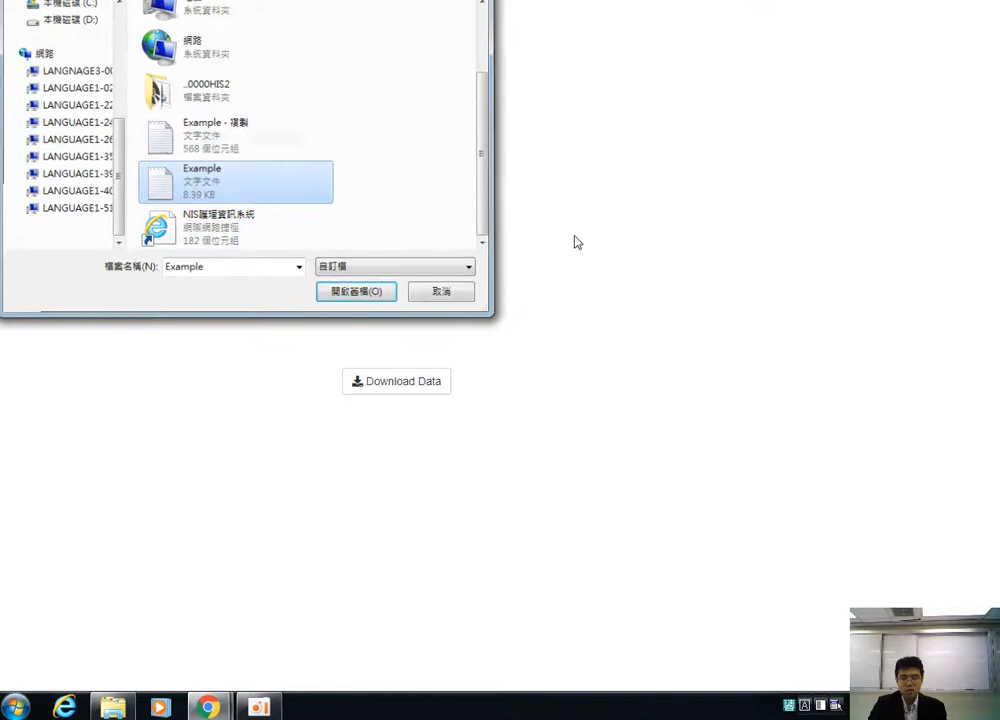 本機磁碟 (C:)
本機磁碟 (D:)
網路
LANGNAGE3-00
LANGUAGE1-02
LANGUAGE1-22
LANGUAGE1-24
LANGUAGE1-26
LANGUAGE1-35
LANGUAGE1-39
LANGUAGE1-40
LANGUAGE1-51
系統資料夾
網路
系統資料夾
..0000HIS2
檔案資料夾
Example - 複製
文字文件
568 個位元組
Example
文字文件
8.39 KB
NIS護理資訊系統
網際網路捷徑
182 個位元組
檔案名稱(N):
Example
自訂檔
開啟舊檔(O)
取消
Download Data
A